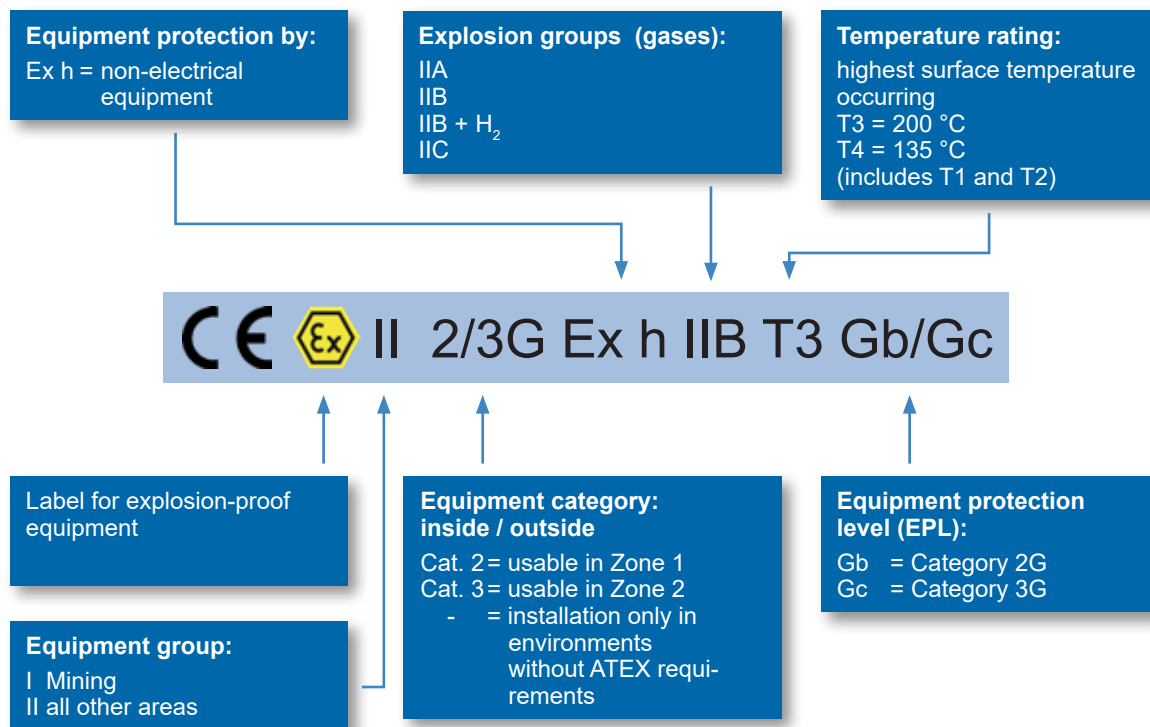 Equipment protection by:
Ex h = non-electrical
equipment
Explosion groups (gases):
IIA
IIB
IIB + H₂
IIC
Temperature rating:
highest surface temperature
occurring
T3 = 200 °C
T4 = 135 °C
(includes T1 and T2)
CE Ex II 2/3G Ex h IIB T3 Gb/Gc
Label for explosion-proof
equipment
Equipment group:
I Mining
II all other areas
Equipment category:
inside / outside
Cat. 2 = usable in Zone 1
Cat. 3 = usable in Zone 2
- = installation only in
environments
without ATEX requi-
rements
Equipment protection
level (EPL):
Gb = Category 2G
Gc = Category 3G